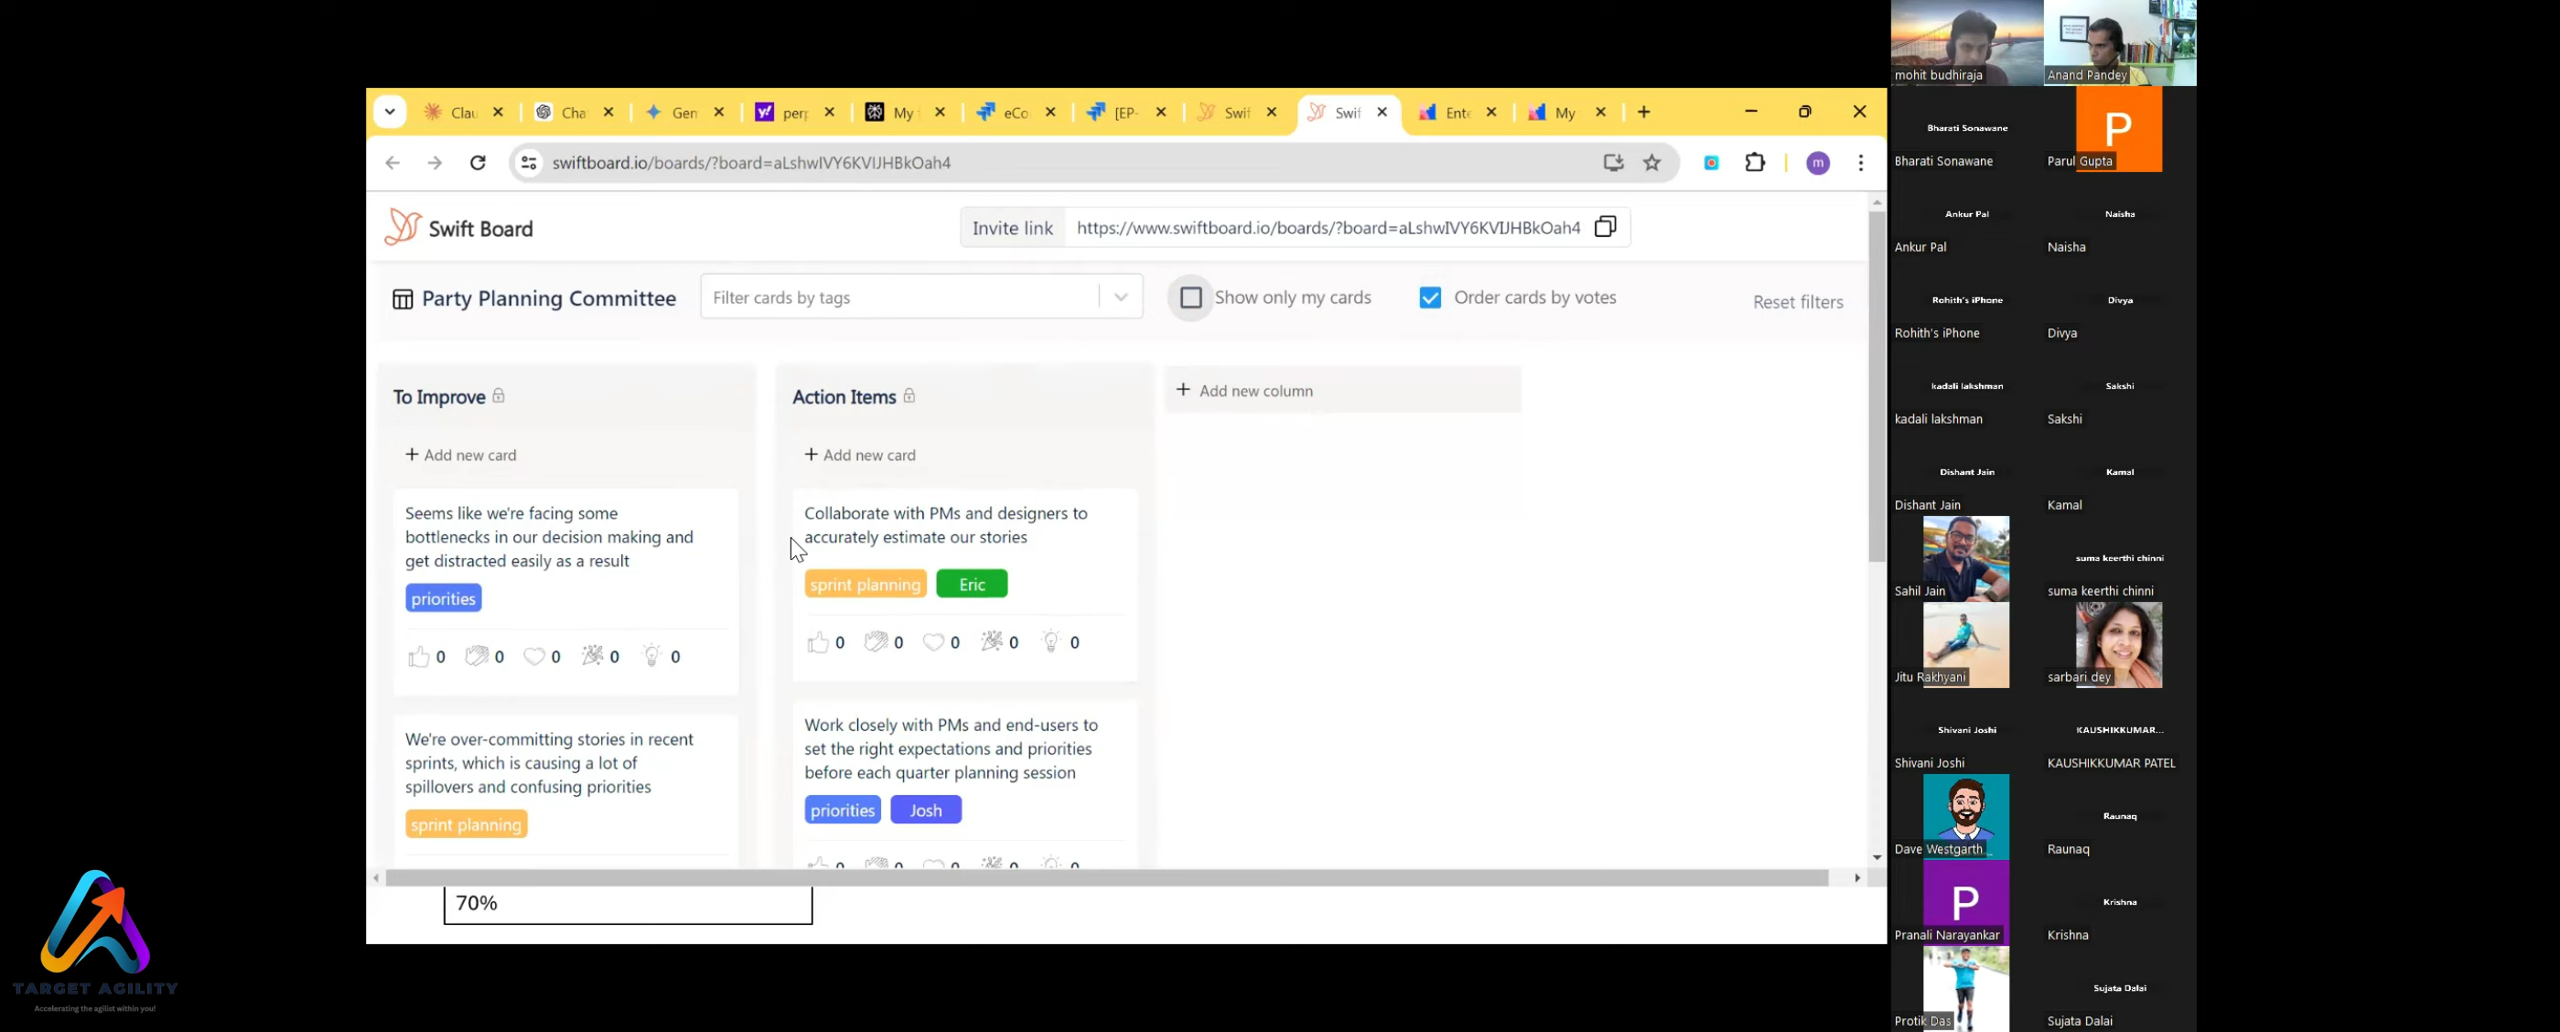 Clau
Cha
Gen
perp
My
eCo
[EP-
Swif
Swif
Ente
My
swiftboard.io/boards/?board=aLshwIVY6KVIJHBkOah4
m
Swift Board
Invite link
https://www.swiftboard.io/boards/?board=aLshwIVY6KVIJHBkOah4
Party Planning Committee
Filter cards by tags
Show only my cards
Order cards by votes
Reset filters
To Improve
+ Add new card
Seems like we're facing some
bottlenecks in our decision making and
get distracted easily as a result
priorities
0 0 0 0 0
We're over-committing stories in recent
sprints, which is causing a lot of
spillovers and confusing priorities
sprint planning
Action Items
+ Add new card
Collaborate with PMs and designers to
accurately estimate our stories
sprint planning Eric
0 0 0 0 0
Work closely with PMs and end-users to
set the right expectations and priorities
before each quarter planning session
priorities Josh
0 0 0 0 0
+ Add new column
70%
TARGET AGILITY
Accelerating the agilist within you!
mohit budhiraja
Anand Pandey
Bharati Sonawane
Bharati Sonawane
P
Parul Gupta
Ankur Pal
Ankur Pal
Naisha
Naisha
Rohith's iPhone
Rohith's iPhone
Divya
Divya
kadali lakshman
kadali lakshman
Sakshi
Sakshi
Dishant Jain
Dishant Jain
Kamal
Kamal
Sahil Jain
suma keerthi chinni
suma keerthi chinni
Jitu Rakhyani
sarbari dey
Shivani Joshi
Shivani Joshi
KAUSHIKKUMAR...
KAUSHIKKUMAR PATEL
Dave Westgarth_
Raunaq
Raunaq
P
Pranali Narayankar
Krishna
Krishna
Protik Das
Sujata Dalai
Sujata Dalai